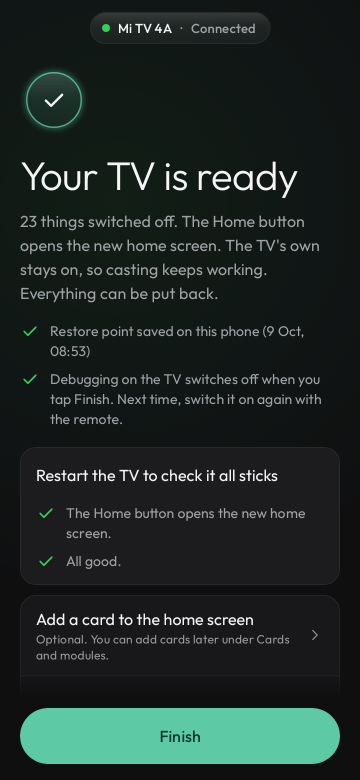 Mi TV 4A · Connected
Your TV is ready
23 things switched off. The Home button
opens the new home screen. The TV's own
stays on, so casting keeps working.
Everything can be put back.
Restore point saved on this phone (9 Oct,
08:53)
Debugging on the TV switches off when you
tap Finish. Next time, switch it on again with
the remote.
Restart the TV to check it all sticks
The Home button opens the new home
screen.
All good.
Add a card to the home screen
Optional. You can add cards later under Cards
and modules.
Finish